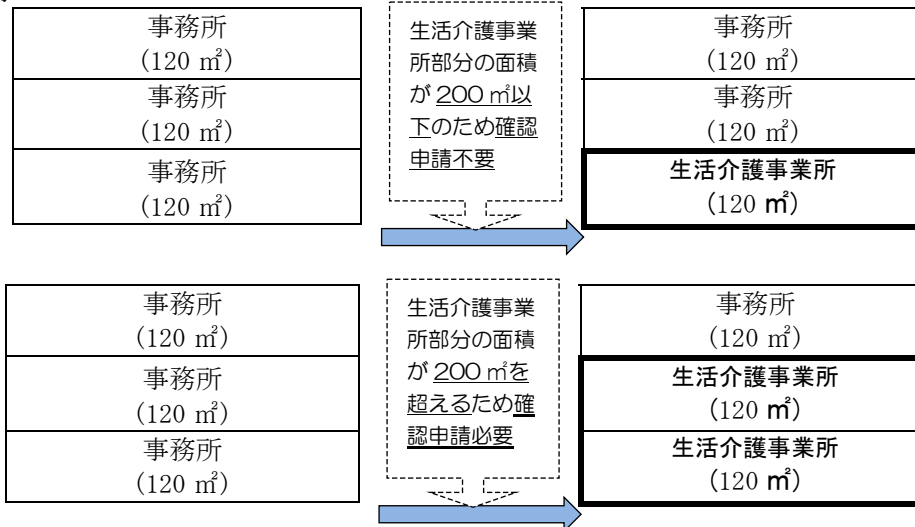 事務所
(120 ㎡)
事務所
(120 ㎡)
事務所
(120 ㎡)
生活介護事業
所部分の面積
が 200 ㎡以
下のため確認
申請不要
事務所
(120 ㎡)
事務所
(120 ㎡)
生活介護事業所
(120 ㎡)
事務所
(120 ㎡)
事務所
(120 ㎡)
事務所
(120 ㎡)
生活介護事業
所部分の面積
が 200 ㎡を
超えるため確
認申請必要
事務所
(120 ㎡)
生活介護事業所
(120 ㎡)
生活介護事業所
(120 ㎡)